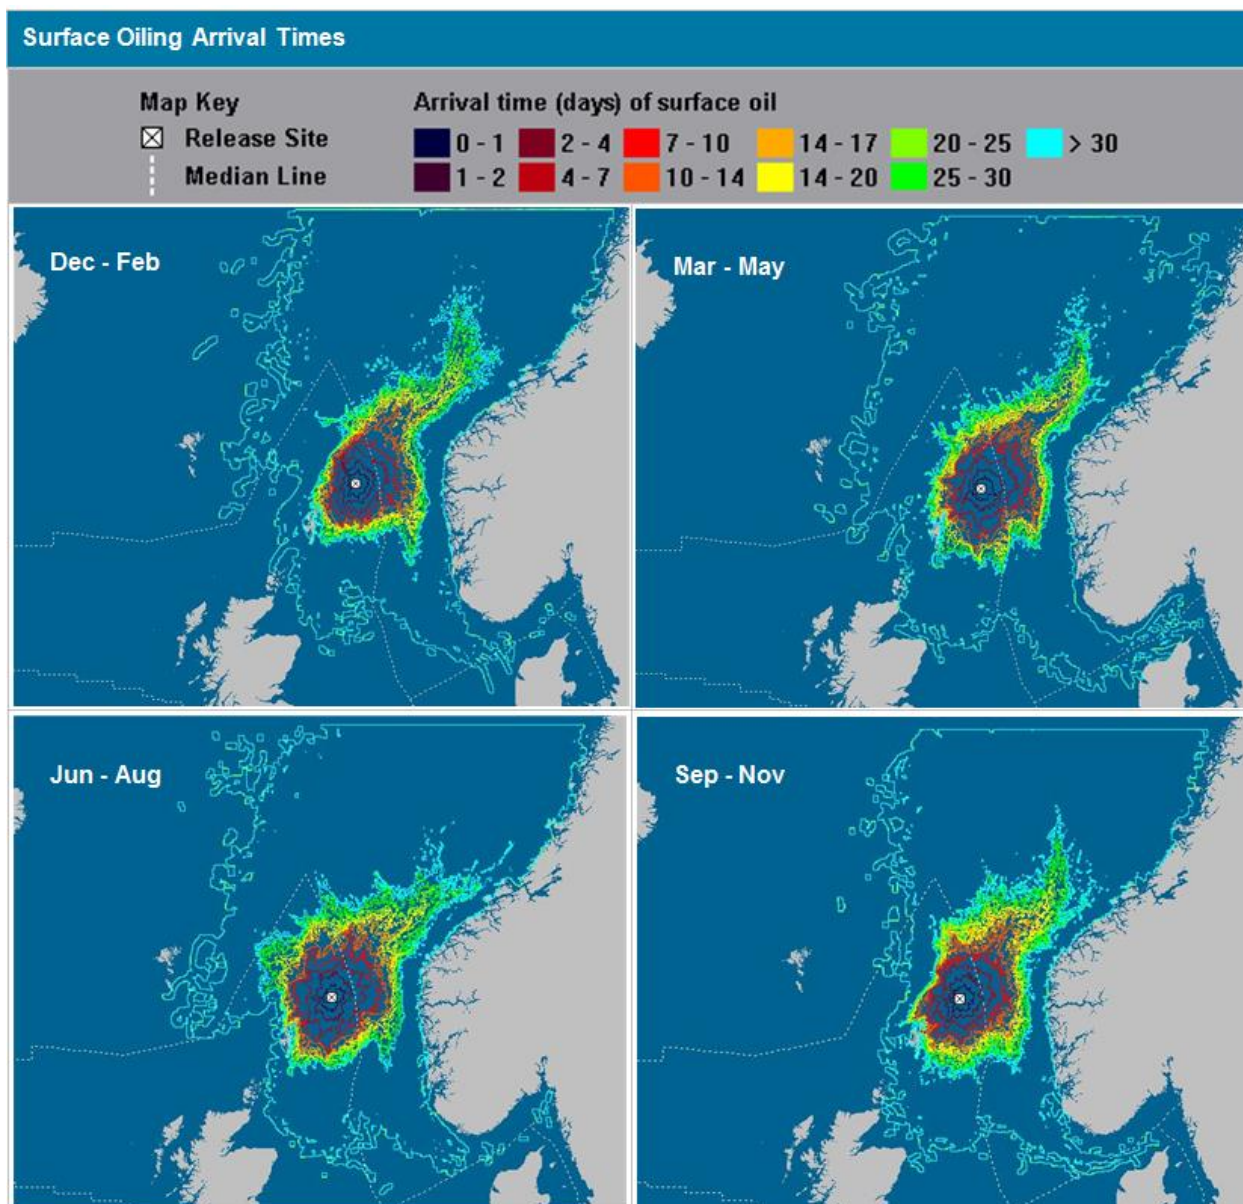 Surface Oiling Arrival Times
Map Key
Release Site
Median Line
Arrival time (days) of surface oil
0 - 1 2 - 4 7 - 10 14 - 17 20 - 25 > 30
1 - 2 4 - 7 10 - 14 14 - 20 25 - 30
Dec - Feb
Mar - May
Jun - Aug
Sep - Nov